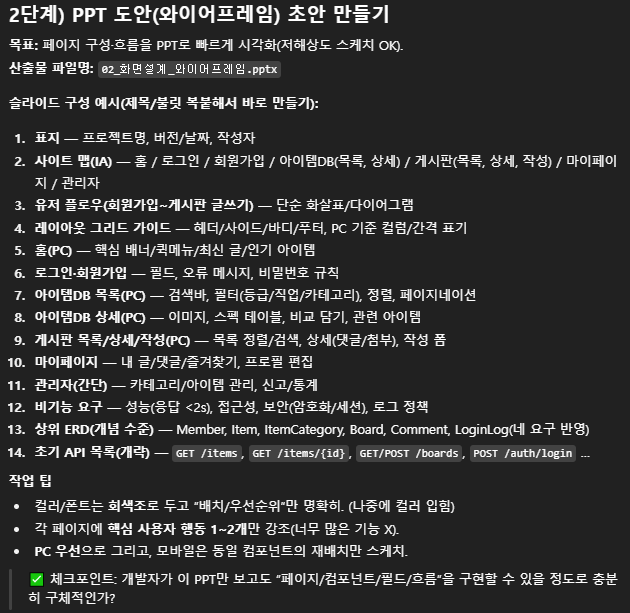 2단계) PPT 도안(와이어프레임) 초안 만들기
목표: 페이지 구성·흐름을 PPT로 빠르게 시각화(저해상도 스케치 OK).
산출물 파일명: 02_화면설계_와이어프레임.pptx
슬라이드 구성 예시(제목/불릿 복붙해서 바로 만들기):
1. 표지 — 프로젝트명, 버전/날짜, 작성자
2. 사이트 맵(IA) — 홈 / 로그인 / 회원가입 / 아이템DB(목록, 상세) / 게시판(목록, 상세, 작성) / 마이페이
지 / 관리자
3. 유저 플로우(회원가입~게시판 글쓰기) — 단순 화살표/다이어그램
4. 레이아웃 그리드 가이드 — 헤더/사이드/바디/푸터, PC 기준 컬럼/간격 표기
5. 홈(PC) — 핵심 배너/퀵메뉴/최신 글/인기 아이템
6. 로그인·회원가입 — 필드, 오류 메시지, 비밀번호 규칙
7. 아이템DB 목록(PC) — 검색바, 필터(등급/직업/카테고리), 정렬, 페이지네이션
8. 아이템DB 상세(PC) — 이미지, 스펙 테이블, 비교 담기, 관련 아이템
9. 게시판 목록/상세/작성(PC) — 목록 정렬/검색, 상세(댓글/첨부), 작성 폼
10. 마이페이지 — 내 글/댓글/즐겨찾기, 프로필 편집
11. 관리자(간단) — 카테고리/아이템 관리, 신고/통계
12. 비기능 요구 — 성능(응답 <2s), 접근성, 보안(암호화/세션), 로그 정책
13. 상위 ERD(개념 수준) — Member, Item, ItemCategory, Board, Comment, LoginLog(네 요구 반영)
14. 초기 API 목록(개략) — GET /items, GET /items/{id}, GET/POST /boards, POST /auth/login ...
작업 팁
• 컬러/폰트는 회색조로 두고 “배치/우선순위”만 명확히. (나중에 컬러 입힘)
• 각 페이지에 핵심 사용자 행동 1~2개만 강조(너무 많은 기능 X).
• PC 우선으로 그리고, 모바일은 동일 컴포넌트의 재배치만 스케치.
✅ 체크포인트: 개발자가 이 PPT만 보고도 “페이지/컴포넌트/필드/흐름”을 구현할 수 있을 정도로 충분
히 구체적인가?